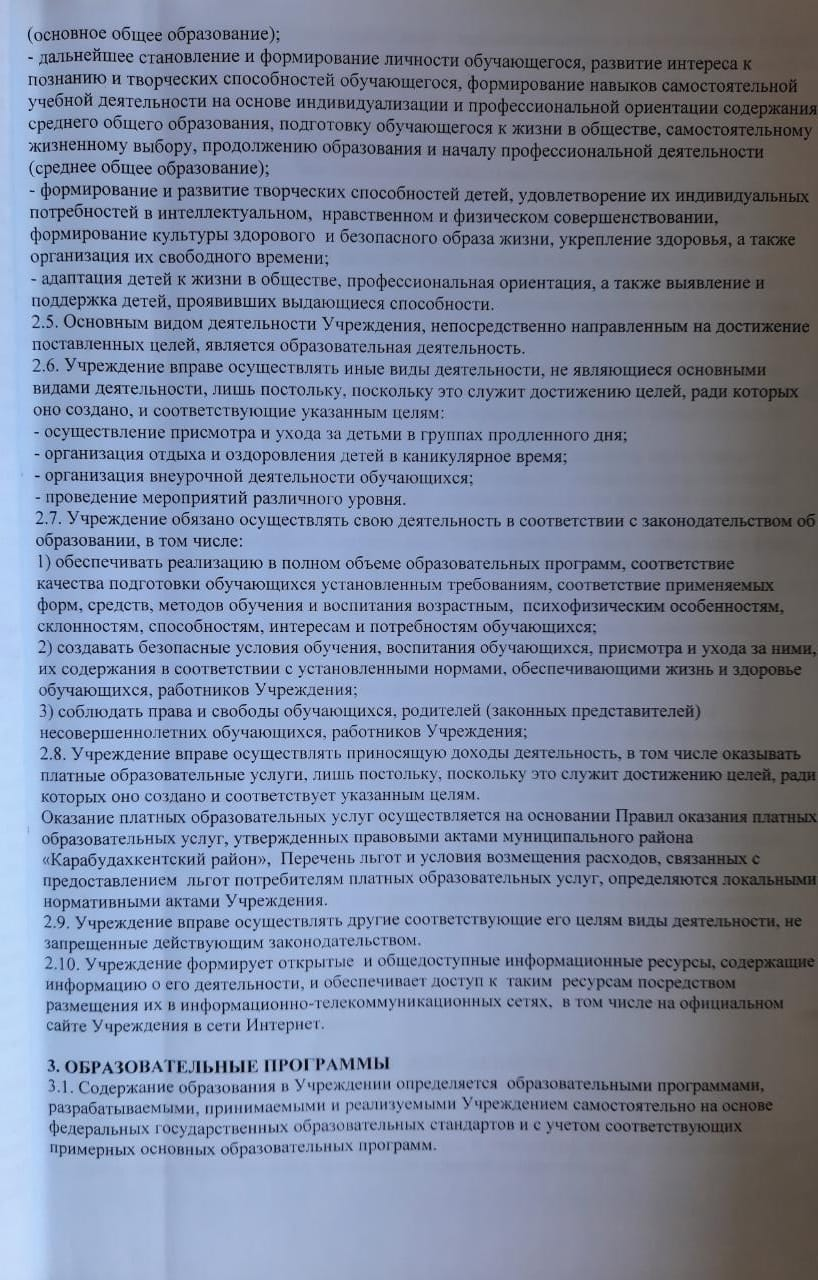 (основное общее образование);
- дальнейшее становление и формирование личности обучающегося, развитие интереса к
познанию и творческих способностей обучающегося, формирование навыков самостоятельной
учебной деятельности на основе индивидуализации и профессиональной ориентации содержания
среднего общего образования, подготовку обучающегося к жизни в обществе, самостоятельному
жизненному выбору, продолжению образования и началу профессиональной деятельности
(среднее общее образование);
- формирование и развитие творческих способностей детей, удовлетворение их индивидуальных
потребностей в интеллектуальном, нравственном и физическом совершенствовании,
формирование культуры здорового и безопасного образа жизни, укрепление здоровья, а также
организация их свободного времени;
- адаптация детей к жизни в обществе, профессиональная ориентация, а также выявление и
поддержка детей, проявивших выдающиеся способности.
2.5. Основным видом деятельности Учреждения, непосредственно направленным на достижение
поставленных целей, является образовательная деятельность.
2.6. Учреждение вправе осуществлять иные виды деятельности, не являющиеся основными
видами деятельности, лишь постольку, поскольку это служит достижению целей, ради которых
оно создано, и соответствующие указанным целям:
- осуществление присмотра и ухода за детьми в группах продленного дня;
- организация отдыха и оздоровления детей в каникулярное время;
- организация внеурочной деятельности обучающихся;
- проведение мероприятий различного уровня.
2.7. Учреждение обязано осуществлять свою деятельность в соответствии с законодательством об
образовании, в том числе:
1) обеспечивать реализацию в полном объеме образовательных программ, соответствие
качества подготовки обучающихся установленным требованиям, соответствие применяемых
форм, средств, методов обучения и воспитания возрастным, психофизическим особенностям,
склонностям, способностям, интересам и потребностям обучающихся;
2) создавать безопасные условия обучения, воспитания обучающихся, присмотра и ухода за ними,
их содержания в соответствии с установленными нормами, обеспечивающими жизнь и здоровье
обучающихся, работников Учреждения;
3) соблюдать права и свободы обучающихся, родителей (законных представителей)
несовершеннолетних обучающихся, работников Учреждения;
2.8. Учреждение вправе осуществлять приносящую доходы деятельность, в том числе оказывать
платные образовательные услуги, лишь постольку, поскольку это служит достижению целей, ради
которых оно создано и соответствует указанным целям.
Оказание платных образовательных услуг осуществляется на основании Правил оказания платных
образовательных услуг, утвержденных правовыми актами муниципального района
«Карабудахкентский район», Перечень льгот и условия возмещения расходов, связанных с
предоставлением льгот потребителям платных образовательных услуг, определяются локальными
нормативными актами Учреждения.
2.9. Учреждение вправе осуществлять другие соответствующие его целям виды деятельности, не
запрещенные действующим законодательством.
2.10. Учреждение формирует открытые и общедоступные информационные ресурсы, содержащие
информацию о его деятельности, и обеспечивает доступ к таким ресурсам посредством
размещения их в информационно-телекоммуникационных сетях, в том числе на официальном
сайте Учреждения в сети Интернет.
3. ОБРАЗОВАТЕЛЬНЫЕ ПРОГРАММЫ
3.1. Содержание образования в Учреждении определяется образовательными программами,
разрабатываемыми, принимаемыми и реализуемыми Учреждением самостоятельно на основе
федеральных государственных образовательных стандартов и с учетом соответствующих
примерных основных образовательных программ.